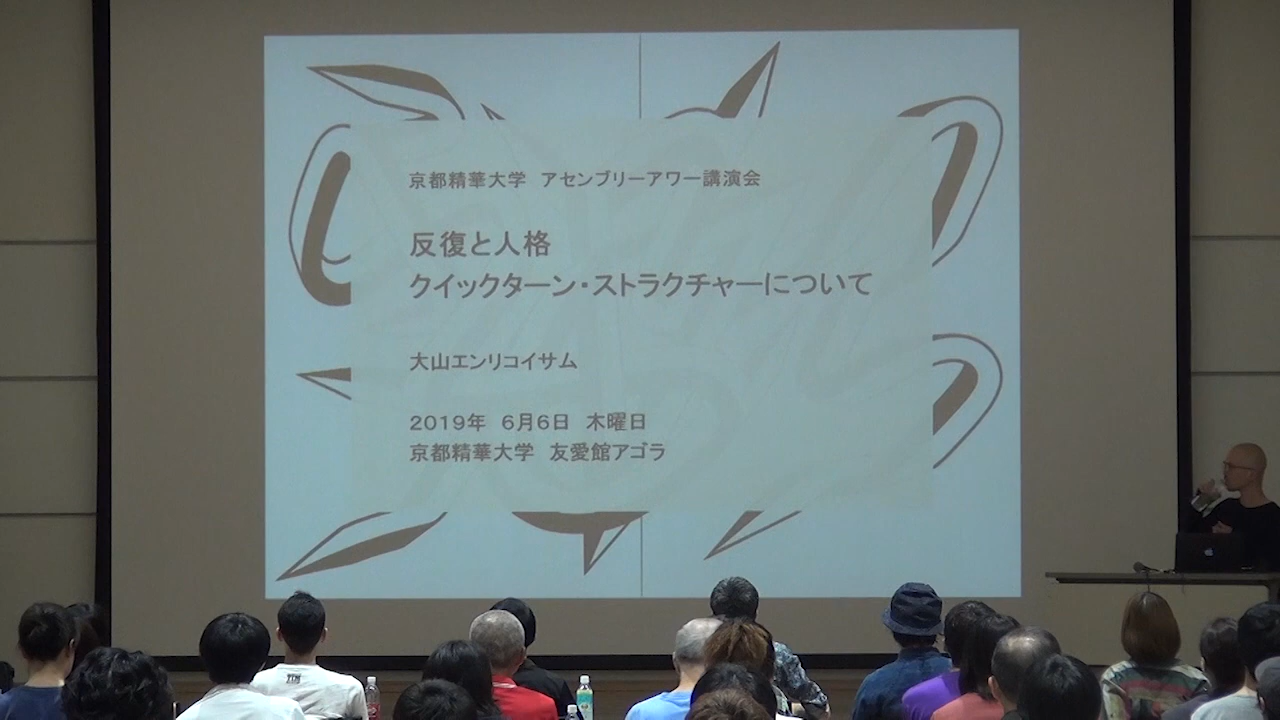 京都精華大学　アセンブリーアワー講演会
反復と人格
クイックターン・ストラクチャーについて
大山エンリコイサム
２０１９年　６月６日　木曜日
京都精華大学　友愛館アゴラ